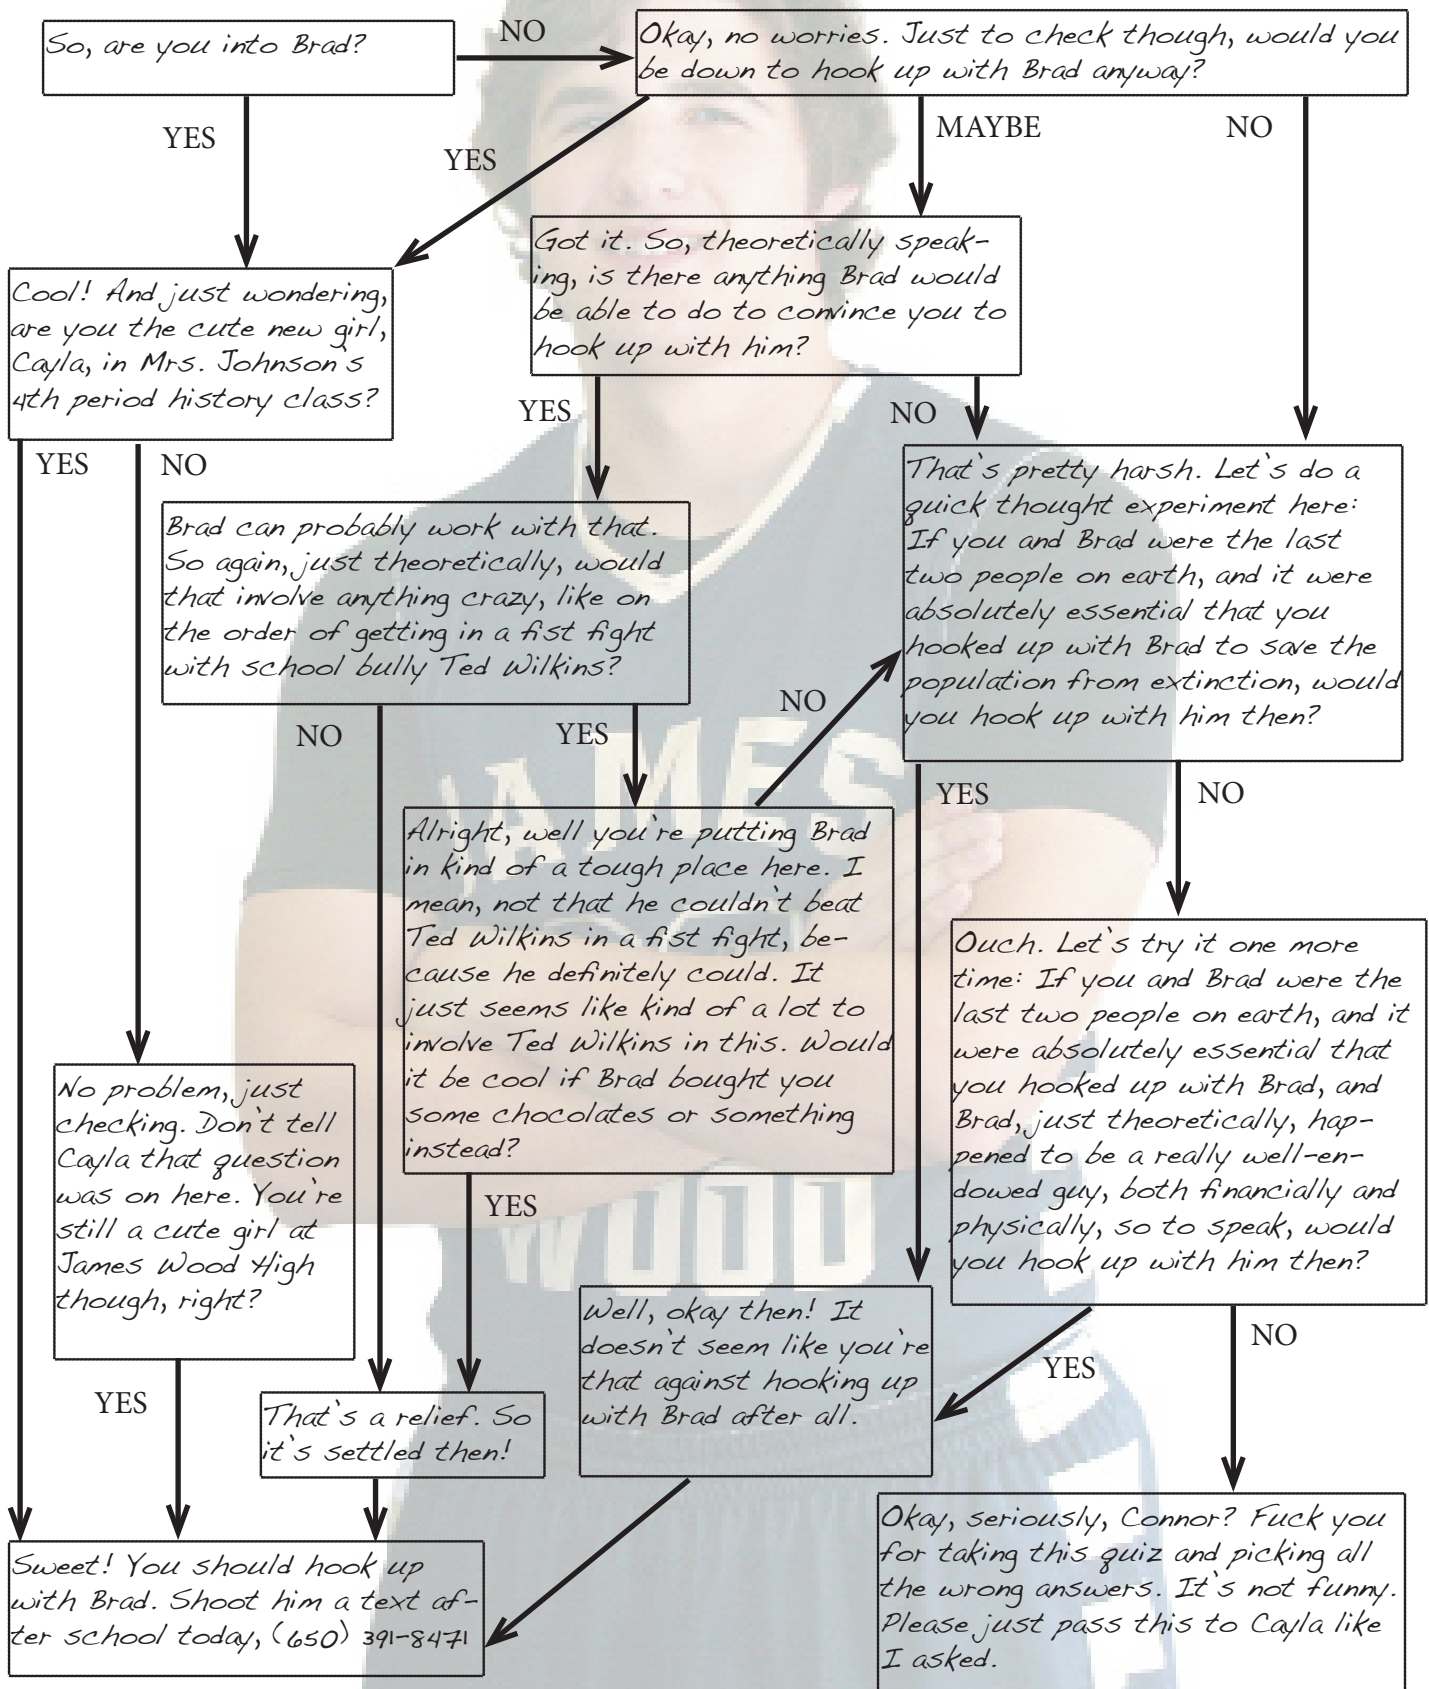 So, are you into Brad?
NO
Okay, no worries. Just to check though, would you
be down to hook up with Brad anyway?
YES
YES
MAYBE
NO
Got it. So, theoretically speak-
ing, is there anything Brad would
be able to do to convince you to
hook up with him?
Cool! And just wondering,
are you the cute new girl,
Cayla, in Mrs. Johnson's
4th period history class?
YES
NO
YES
NO
That's pretty harsh. Let's do a
quick thought experiment here:
If you and Brad were the last
two people on earth, and it were
absolutely essential that you
hooked up with Brad to save the
population from extinction, would
you hook up with him then?
Brad can probably work with that.
So again, just theoretically, would
that involve anything crazy, like on
the order of getting in a fist fight
with school bully Ted Wilkins?
NO
YES
NO
YES
NO
JAMES
WOOD
Alright, well you're putting Brad
in kind of a tough place here. I
mean, not that he couldn't beat
Ted Wilkins in a fist fight, be-
cause he definitely could. It
just seems like kind of a lot to
involve Ted Wilkins in this. Would
it be cool if Brad bought you
some chocolates or something
instead?
YES
Ouch. Let's try it one more
time: If you and Brad were the
last two people on earth, and it
were absolutely essential that
you hooked up with Brad, and
Brad, just theoretically, hap-
pened to be a really well-en-
dowed guy, both financially and
physically, so to speak, would
you hook up with him then?
No problem, just
checking. Don't tell
Cayla that question
was on here. You're
still a cute girl at
James Wood High
though, right?
YES
Well, okay then! It
doesn't seem like you're
that against hooking up
with Brad after all.
YES
NO
That's a relief. So
it's settled then!
Sweet! You should hook up
with Brad. Shoot him a text af-
ter school today, (650) 391-8471
Okay, seriously, Connor? Fuck you
for taking this quiz and picking all
the wrong answers. It's not funny.
Please just pass this to Cayla like
I asked.